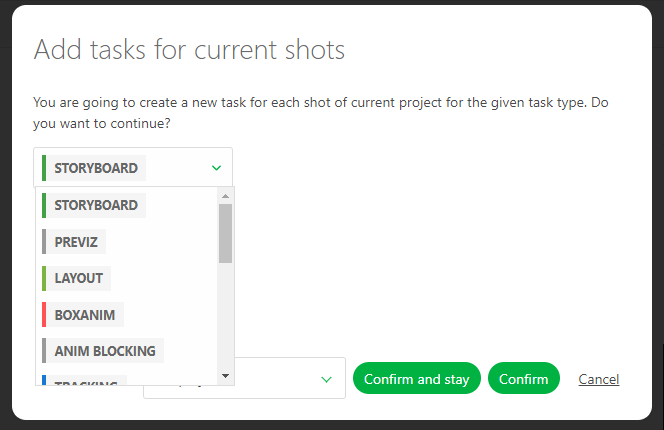 Add tasks for current shots
You are going to create a new task for each shot of current project for the given task type. Do
you want to continue?
STORYBOARD
STORYBOARD
PREVIZ
LAYOUT
BOXANIM
ANIM BLOCKING
TRACKING
Confirm and stay
Confirm
Cancel